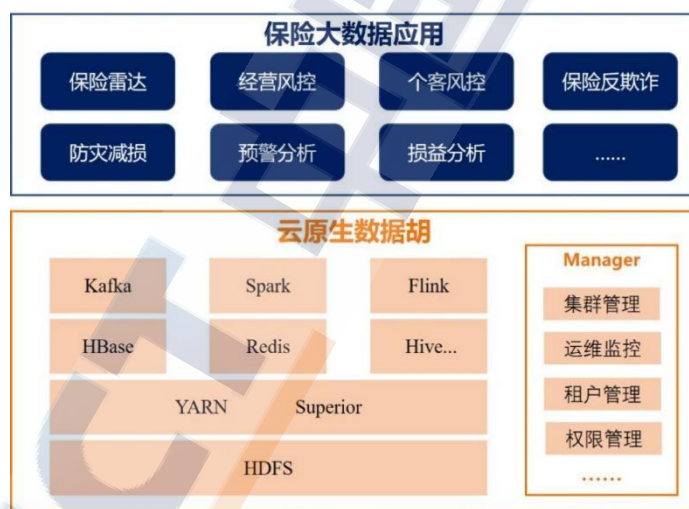 保险大数据应用
保险雷达 经营风控 个客风控 保险反欺诈
防灾减损 预警分析 损益分析 ......
云原生数据胡
Kafka Spark Flink
HBase Redis Hive...
YARN Superior
HDFS
Manager
集群管理
运维监控
租户管理
权限管理
......